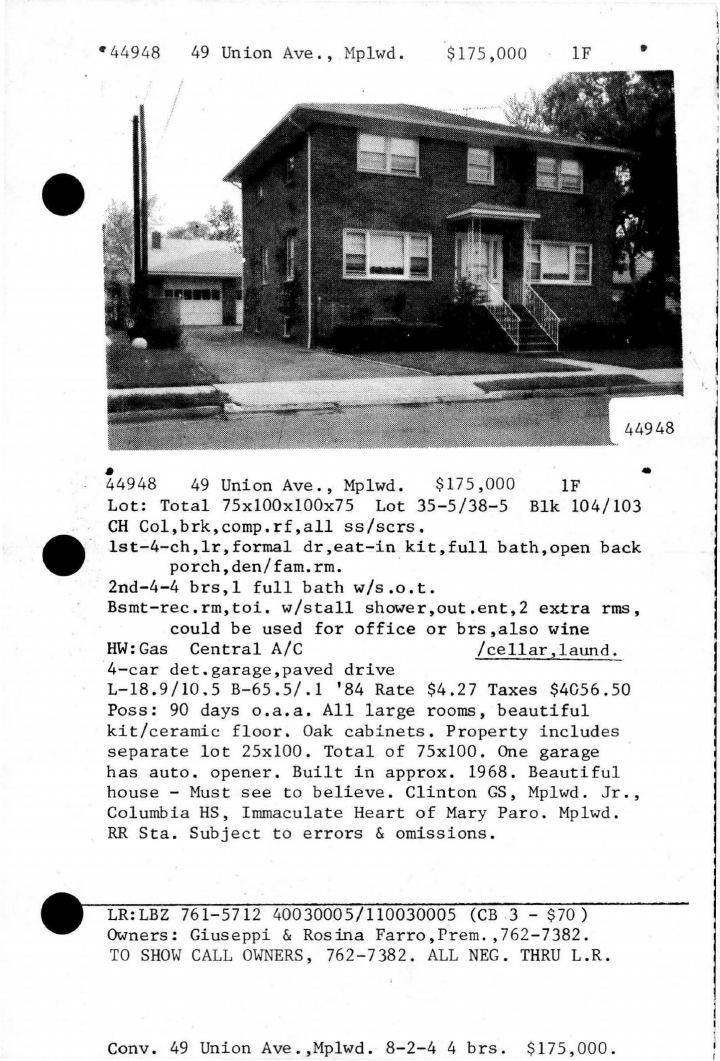 44948 49 Union Ave., Mplwd. $175,000 1F
44948
44948 49 Union Ave., Mplwd. $175,000 1F
Lot: Total 75x100x100x75 Lot 35-5/38-5 Blk 104/103
CH Col,brk,comp.rf,all ss/scrs.
1st-4-ch,lr,formal dr,eat-in kit,full bath,open back
porch,den/fam.rm.
2nd-4-4 brs,1 full bath w/s.o.t.
Bsmt-rec.rm,toi. w/stall shower,out.ent,2 extra rms,
could be used for office or brs,also wine
HW:Gas Central A/C /cellar,laund.
4-car det.garage,paved drive
L-18.9/10.5 B-65.5/.1 '84 Rate $4.27 Taxes $4056.50
Poss: 90 days o.a.a. All large rooms, beautiful
kit/ceramic floor. Oak cabinets. Property includes
separate lot 25x100. Total of 75x100. One garage
has auto. opener. Built in approx. 1968. Beautiful
house - Must see to believe. Clinton GS, Mplwd. Jr.,
Columbia HS, Immaculate Heart of Mary Paro. Mplwd.
RR Sta. Subject to errors & omissions.
LR:LBZ 761-5712 40030005/110030005 (CB 3 - $70)
Owners: Giuseppi & Rosina Farro,Prem.,762-7382.
TO SHOW CALL OWNERS, 762-7382. ALL NEG. THRU L.R.
Conv. 49 Union Ave.,Mplwd. 8-2-4 4 brs. $175,000.